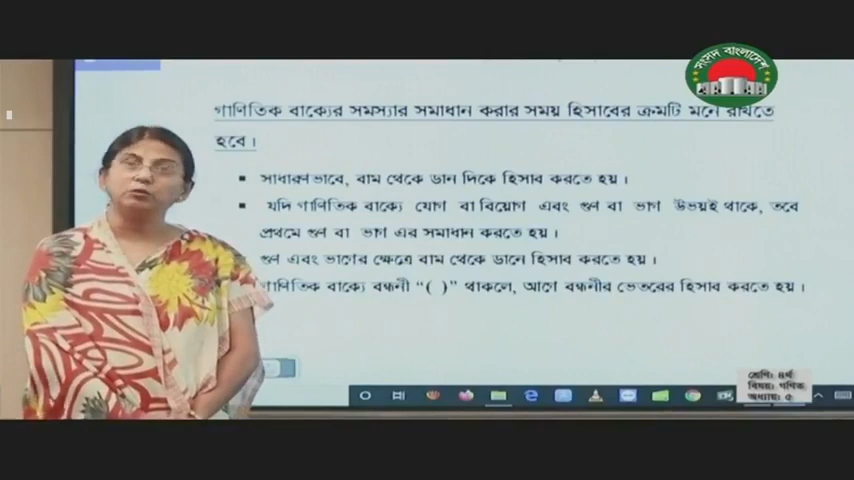 সংসদ বাংলাদেশ
গাণিতিক বাক্যের সমস্যার সমাধান করার সময় হিসাবের ক্রমটি মনে রাখতে
হবে।
▪ সাধারণভাবে, বাম থেকে ডান দিকে হিসাব করতে হয়।
▪ যদি গাণিতিক বাক্যে যোগ বা বিয়োগ এবং গুণ বা ভাগ উভয়ই থাকে, তবে
প্রথমে গুণ বা ভাগ এর সমাধান করতে হয়।
গুণ এবং ভাগের ক্ষেত্রে বাম থেকে ডানে হিসাব করতে হয়।
গাণিতিক বাক্যে বন্ধনী “( )” থাকলে, আগে বন্ধনীর ভেতরের হিসাব করতে হয়।
শ্রেণি: ৪র্থ
বিষয়: গণিত
অধ্যায়: ৫